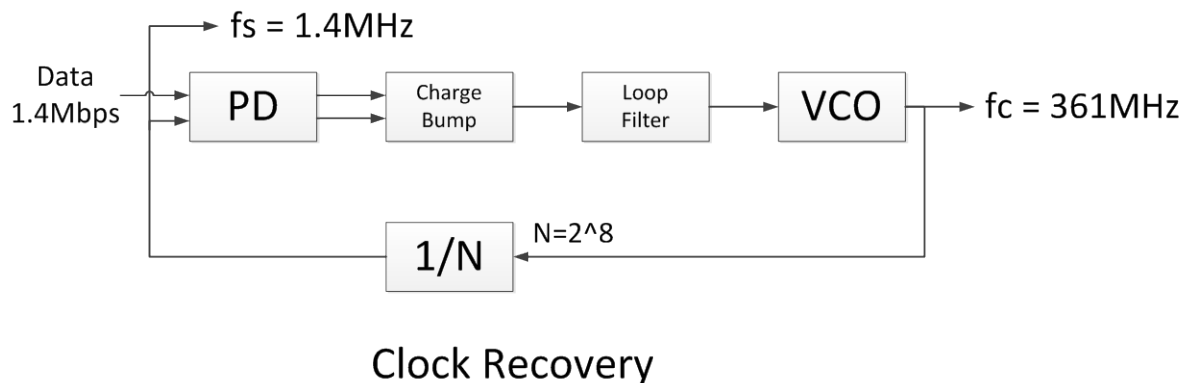 fs = 1.4MHz
Data
1.4Mbps
PD
Charge
Bump
Loop
Filter
VCO
fc = 361MHz
1/N
N=2^8
Clock Recovery